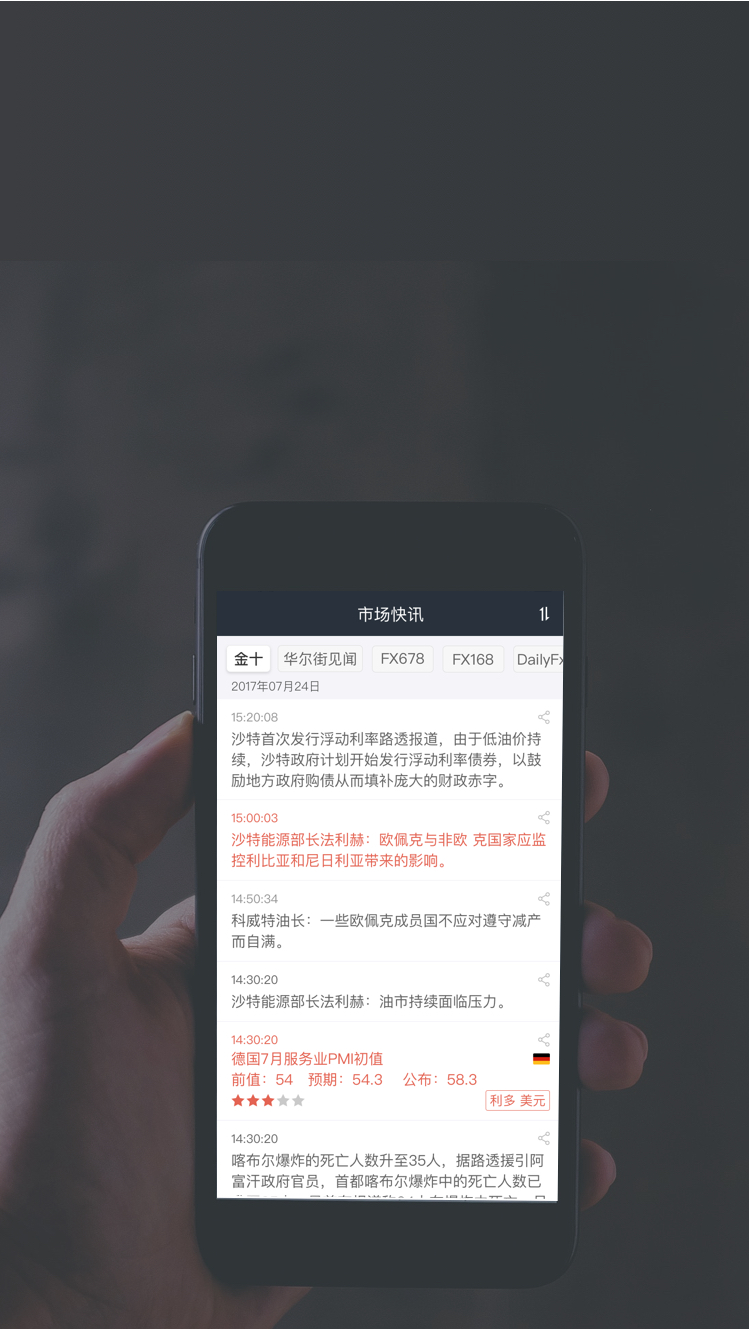 市场快讯
金十 华尔街见闻 FX678 FX168 DailyFx
2017年07月24日
15:20:08
沙特首次发行浮动利率路透报道，由于低油价持
续，沙特政府计划开始发行浮动利率债券，以鼓
励地方政府购债从而填补庞大的财政赤字。
15:00:03
沙特能源部长法利赫：欧佩克与非欧 克国家应监
控利比亚和尼日利亚带来的影响。
14:50:34
科威特油长：一些欧佩克成员国不应对遵守减产
而自满。
14:30:20
沙特能源部长法利赫：油市持续面临压力。
14:30:20
德国7月服务业PMI初值
前值：54 预期：54.3 公布：58.3
利多 美元
14:30:20
喀布尔爆炸的死亡人数升至35人，据路透援引阿
富汗政府官员，首都喀布尔爆炸中的死亡人数已